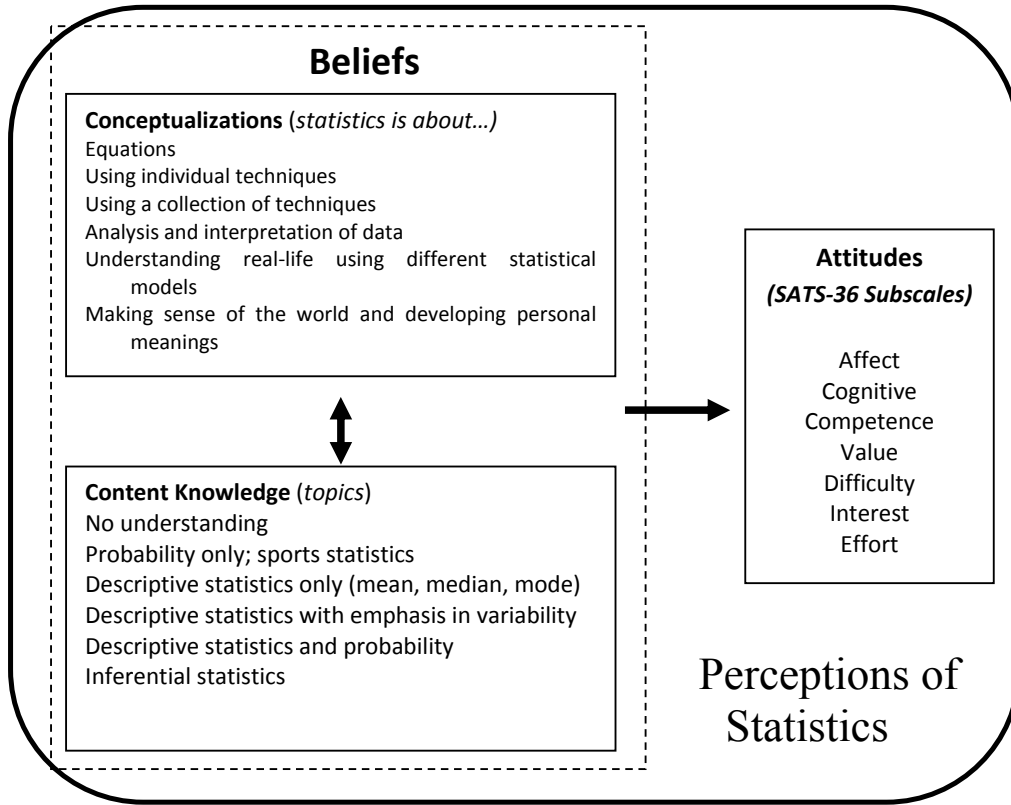 Beliefs
Conceptualizations (statistics is about…)
Equations
Using individual techniques
Using a collection of techniques
Analysis and interpretation of data
Understanding real-life using different statistical
models
Making sense of the world and developing personal
meanings
Content Knowledge (topics)
No understanding
Probability only; sports statistics
Descriptive statistics only (mean, median, mode)
Descriptive statistics with emphasis in variability
Descriptive statistics and probability
Inferential statistics
Attitudes
(SATS-36 Subscales)
Affect
Cognitive
Competence
Value
Difficulty
Interest
Effort
Perceptions of
Statistics